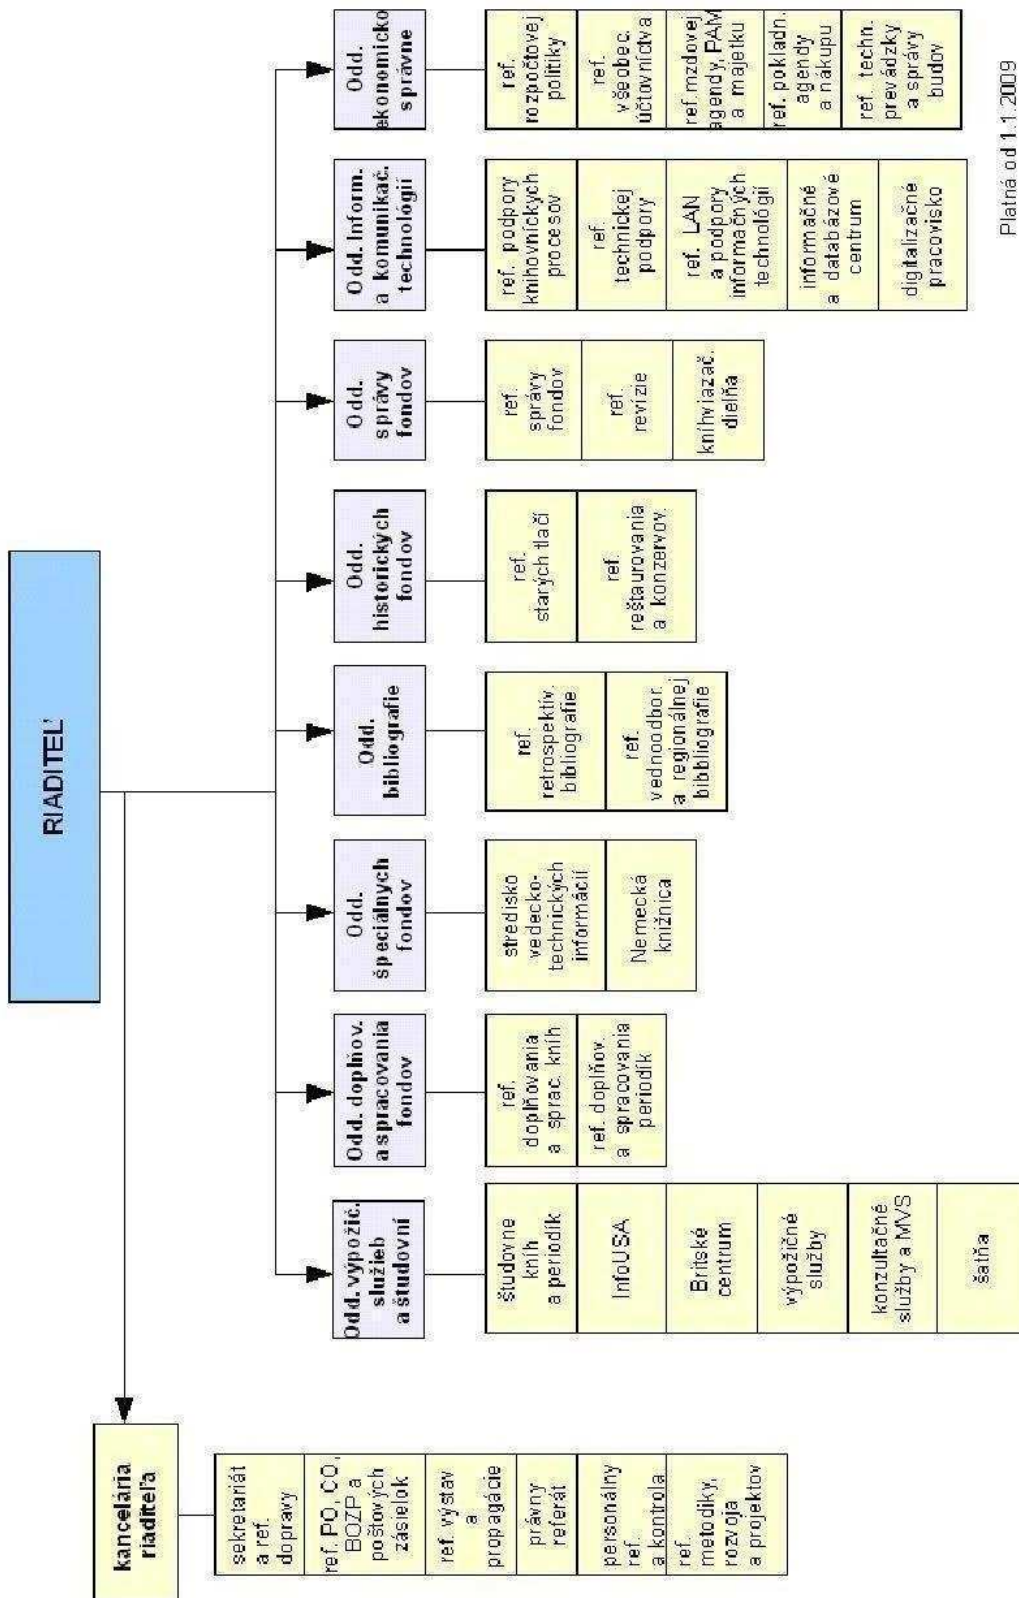 RIADITEĽ
kancelária
riaditeľa
sekretariát
a ref.
dopravy
ref. PO, CO,
BOZP a
poštových
zásielok
ref. výstav
a
propagácie
právny
referát
personálny
ref.
a kontrola
ref.
metodiky,
rozvoja
a projektov
Odd. výpožič.
služieb
a študovní
študovne
kníh
a periodík
InfoUSA
Britské
centrum
výpožičné
služby
konzultačné
služby a MVS
šatňa
Odd. doplňov.
a spracovania
fondov
ref.
doplňovania
a sprac. kníh
ref. doplňov.
a spracovania
periodík
Odd.
špeciálnych
fondov
stredisko
vedecko-
technických
informácií
Nemecká
knižnica
Odd.
bibliografie
ref.
retrospektív.
bibliografie
ref.
vednoodbor.
a regionálnej
bibbliografie
Odd.
historických
fondov
ref.
starých tlačí
ref.
reštaurovania
a konzervov.
Odd.
správy
fondov
ref.
správy
fondov
ref.
revízie
kníhviazač.
dielňa
Odd. Inform.
a komunikač.
technológií
ref. podpory
knihovníckych
procesov
ref.
technickej
podpory
ref. LAN
a podpory
informačných
technológií
informačné
a databázové
centrum
digitalizačné
pracovisko
Odd.
ekonomicko
správne
ref.
rozpočtovej
politiky
ref.
všeobec.
účtovníctva
ref. mzdovej
agendy, PAM
a majetku
ref. pokladn.
agendy
a nákupu
ref. techn.
prevádzky
a správy
budov
Platná od 1.1.2009